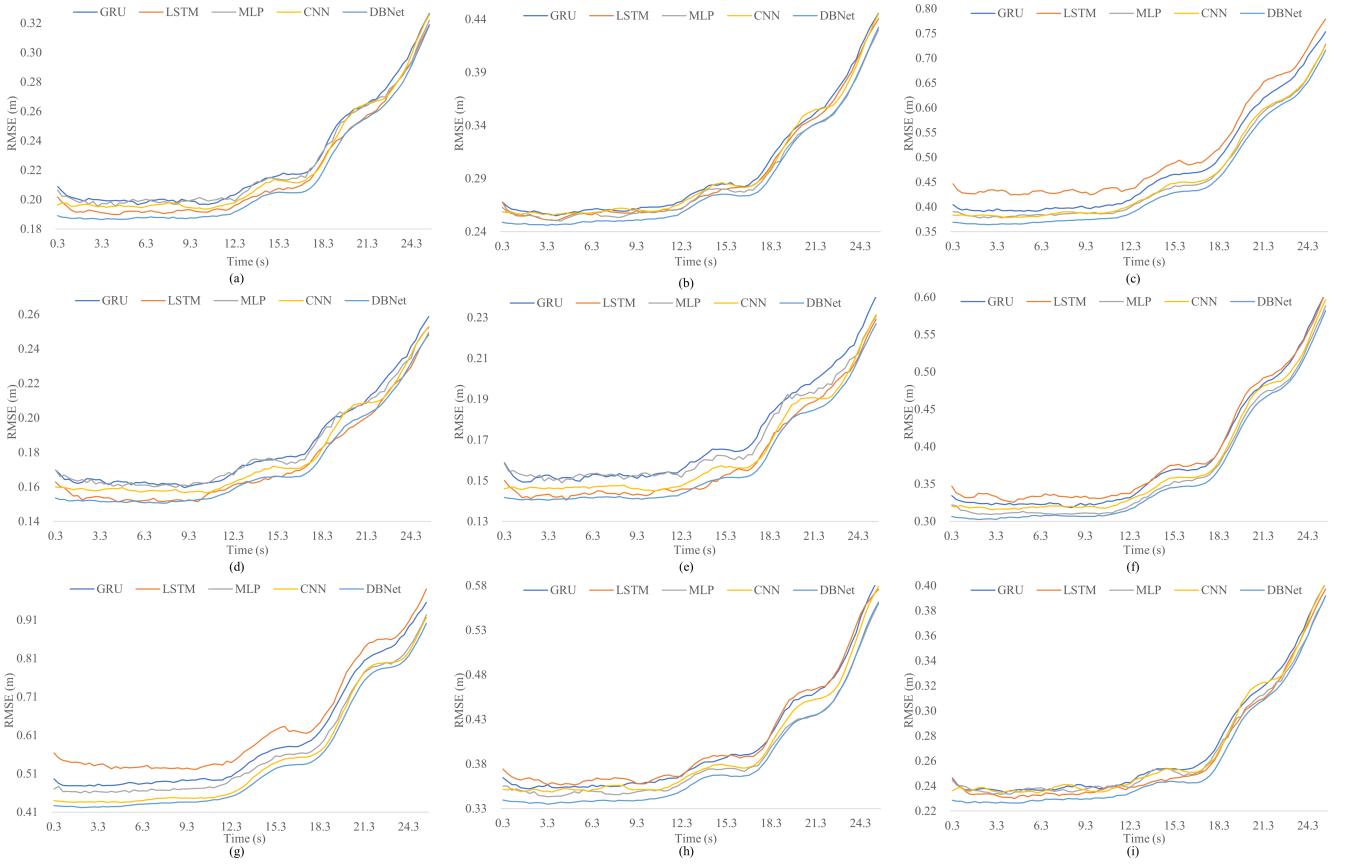 GRU LSTM MLP CNN DBNet
RMSE (m)
0.32
0.30
0.28
0.26
0.24
0.22
0.20
0.18
0.3 3.3 6.3 9.3 12.3 15.3 18.3 21.3 24.3
Time (s)
(a)
GRU LSTM MLP CNN DBNet
RMSE (m)
0.44
0.39
0.34
0.29
0.24
0.3 3.3 6.3 9.3 12.3 15.3 18.3 21.3 24.3
Time (s)
(b)
GRU LSTM MLP CNN DBNet
RMSE (m)
0.80
0.75
0.70
0.65
0.60
0.55
0.50
0.45
0.40
0.35
0.3 3.3 6.3 9.3 12.3 15.3 18.3 21.3 24.3
Time (s)
(c)
GRU LSTM MLP CNN DBNet
RMSE (m)
0.26
0.24
0.22
0.20
0.18
0.16
0.14
0.3 3.3 6.3 9.3 12.3 15.3 18.3 21.3 24.3
Time (s)
(d)
GRU LSTM MLP CNN DBNet
RMSE (m)
0.23
0.21
0.19
0.17
0.15
0.13
0.3 3.3 6.3 9.3 12.3 15.3 18.3 21.3 24.3
Time (s)
(e)
GRU LSTM MLP CNN DBNet
RMSE (m)
0.60
0.55
0.50
0.45
0.40
0.35
0.30
0.3 3.3 6.3 9.3 12.3 15.3 18.3 21.3 24.3
Time (s)
(f)
GRU LSTM MLP CNN DBNet
RMSE (m)
0.91
0.81
0.71
0.61
0.51
0.41
0.3 3.3 6.3 9.3 12.3 15.3 18.3 21.3 24.3
Time (s)
(g)
GRU LSTM MLP CNN DBNet
RMSE (m)
0.58
0.53
0.48
0.43
0.38
0.33
0.3 3.3 6.3 9.3 12.3 15.3 18.3 21.3 24.3
Time (s)
(h)
GRU LSTM MLP CNN DBNet
RMSE (m)
0.40
0.38
0.36
0.34
0.32
0.30
0.28
0.26
0.24
0.22
0.3 3.3 6.3 9.3 12.3 15.3 18.3 21.3 24.3
Time (s)
(i)